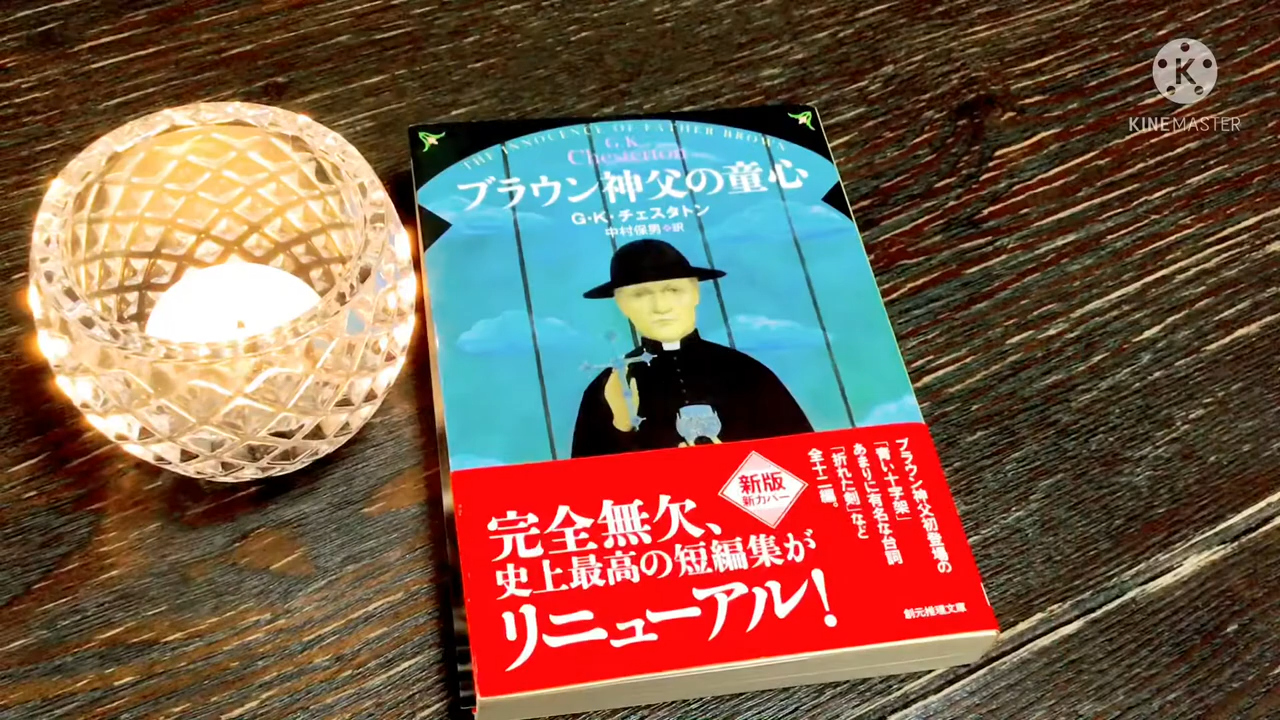 KINEMASTER
THE INNOCENCE OF FATHER BROWN
G.K.
Chesterton
ブラウン神父の童心
G・K・チェスタトン
中村保男 訳
新版
新カバー
ブラウン神父初登場の
「青い十字架」
あまりに有名な台詞
「折れた剣」など
全十二編。
完全無欠、
史上最高の短編集が
リニューアル!
創元推理文庫